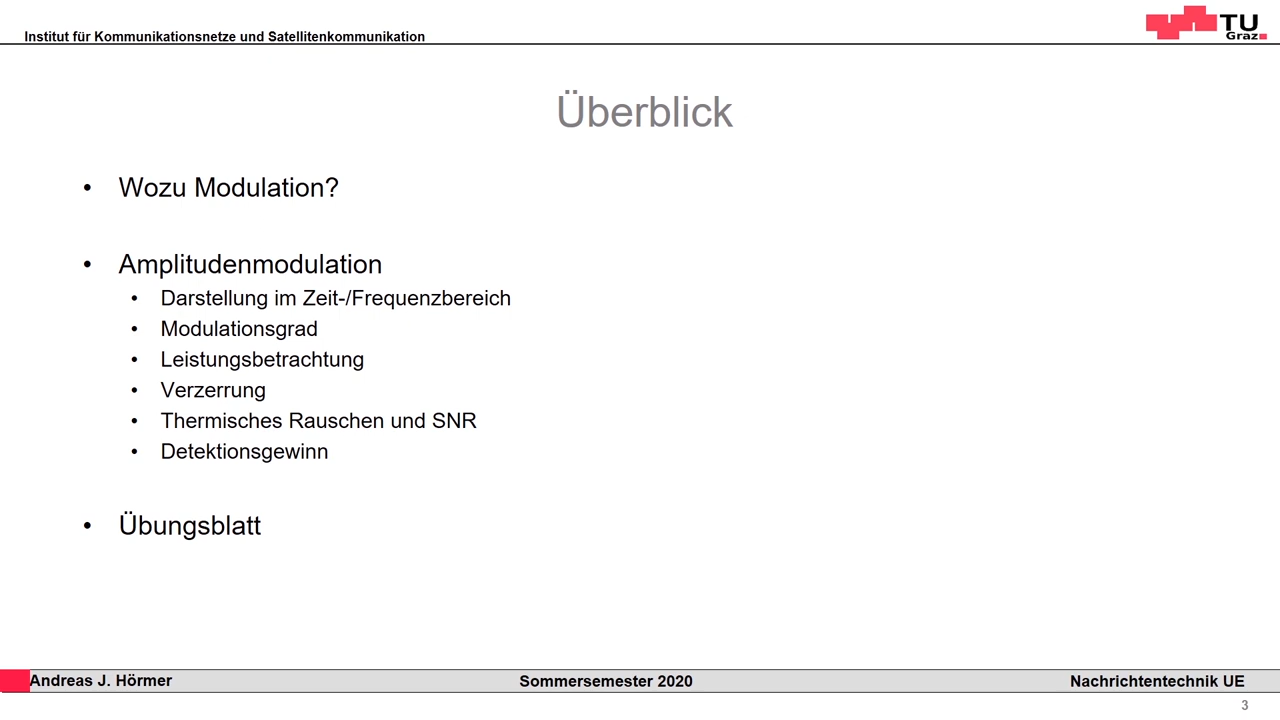 Institut für Kommunikationsnetze und Satellitenkommunikation
TU
Graz
Überblick
• Wozu Modulation?
• Amplitudenmodulation
• Darstellung im Zeit-/Frequenzbereich
• Modulationsgrad
• Leistungsbetrachtung
• Verzerrung
• Thermisches Rauschen und SNR
• Detektionsgewinn
• Übungsblatt
Andreas J. Hörmer Sommersemester 2020 Nachrichtentechnik UE
3